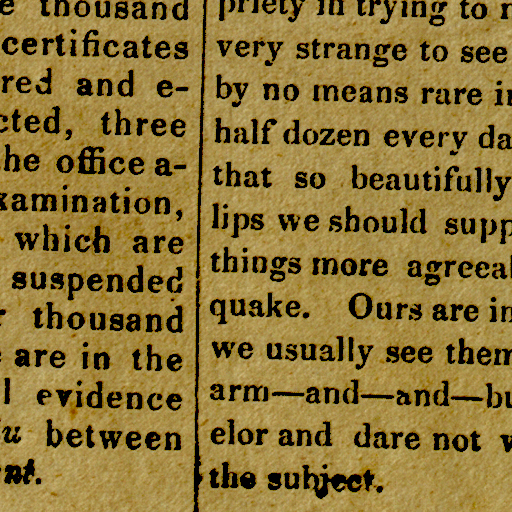 thousand
certificates
red and e-
cted, three
he office a-
xamination,
which are
suspended
thousand
are in the
l evidence
u between
nt.
priety in trying to
very strange to see
by no means rare in
half dozen every da
that so beautifully
lips we should supp
things more agreeal
quake. Ours are in
we usually see them
arm—and—and—bu
elor and dare not
the subject.